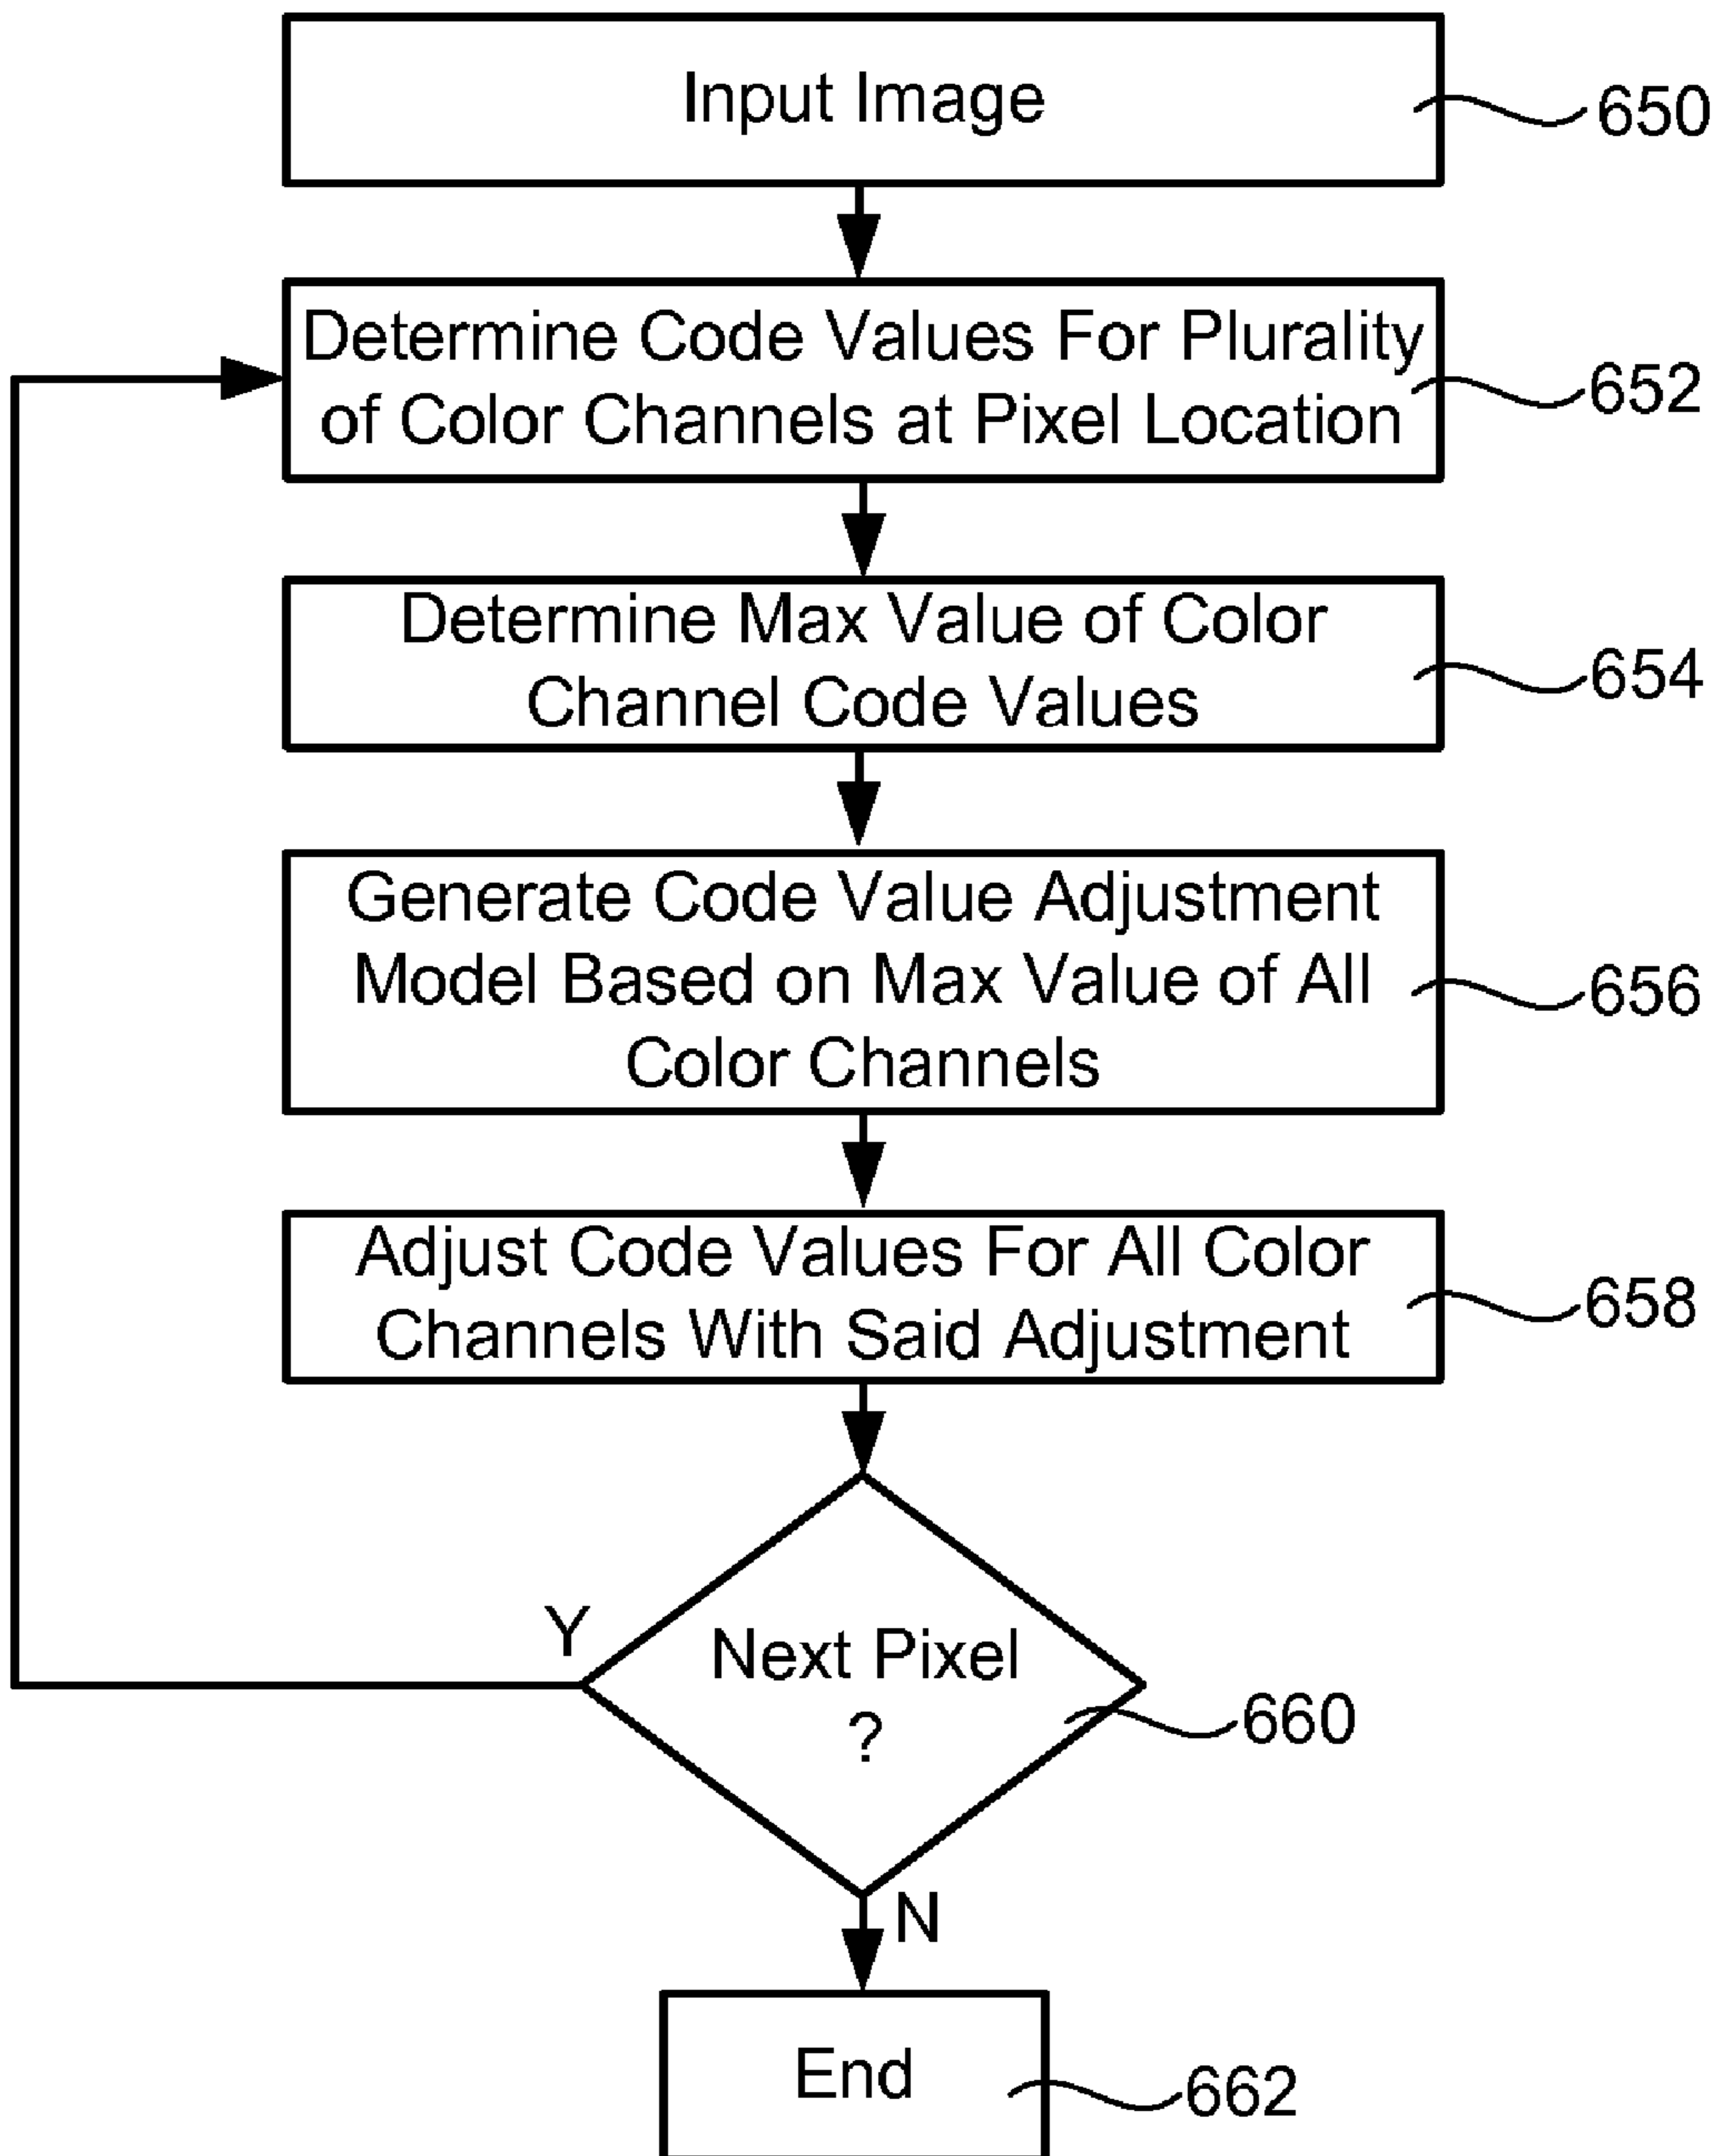 Input Image
650
Determine Code Values For Plurality
of Color Channels at Pixel Location
652
Determine Max Value of Color
Channel Code Values
654
Generate Code Value Adjustment
Model Based on Max Value of All
Color Channels
656
Adjust Code Values For All Color
Channels With Said Adjustment
658
Y
Next Pixel
?
660
N
End
662